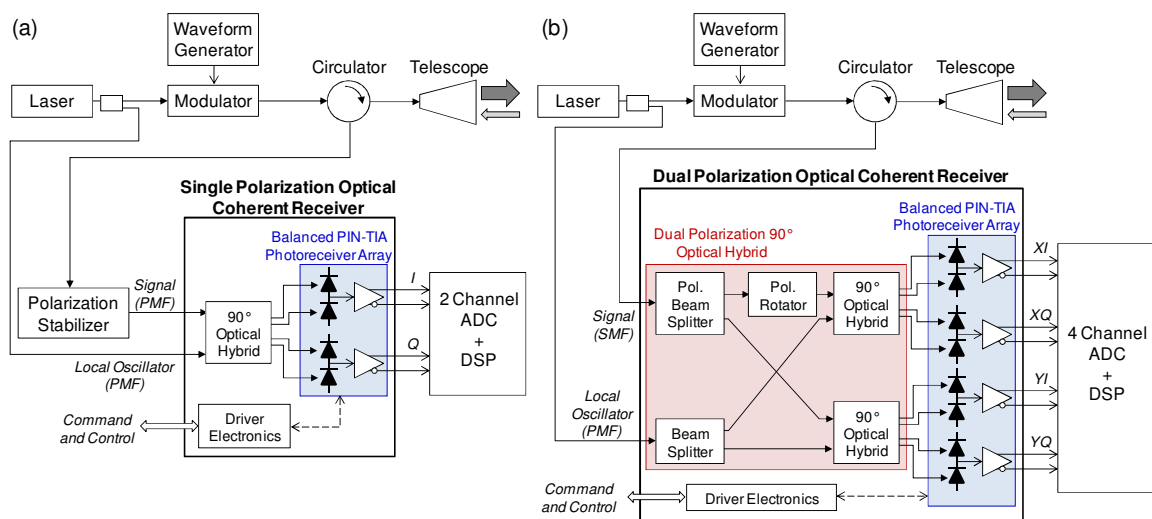 (a)
Waveform
Generator
Circulator
Telescope
Laser
Modulator
Single Polarization Optical
Coherent Receiver
Balanced PIN-TIA
Photoreceiver Array
Signal
(PMF)
Polarization
Stabilizer
90°
Optical
Hybrid
I
Q
2 Channel
ADC
+
DSP
Local Oscillator
(PMF)
Command
and Control
Driver
Electronics
(b)
Waveform
Generator
Circulator
Telescope
Laser
Modulator
Dual Polarization Optical Coherent Receiver
Balanced PIN-TIA
Photoreceiver Array
Dual Polarization 90°
Optical Hybrid
Signal
(SMF)
Pol.
Beam
Splitter
Pol.
Rotator
90°
Optical
Hybrid
XI
XQ
YI
YQ
4 Channel
ADC
+
DSP
Local
Oscillator
(PMF)
Beam
Splitter
90°
Optical
Hybrid
Command
and Control
Driver Electronics